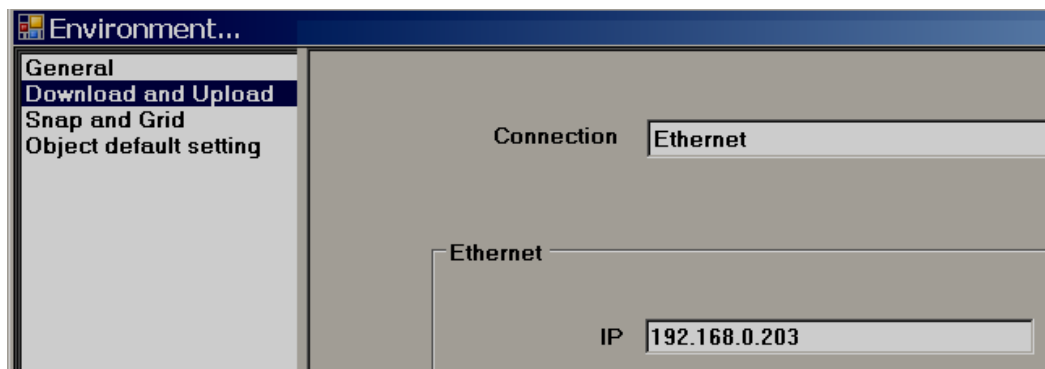 Environment...
General
Download and Upload
Snap and Grid
Object default setting
Connection
Ethernet
Ethernet
IP
192.168.0.203